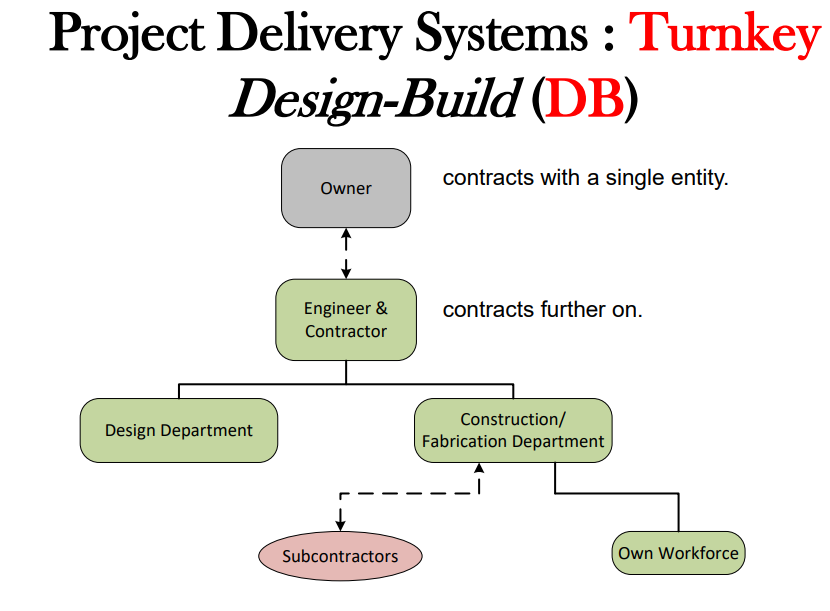 Project Delivery Systems : Turnkey
Design-Build (DB)
Owner
contracts with a single entity.
Engineer &
Contractor
contracts further on.
Design Department
Construction/
Fabrication Department
Subcontractors
Own Workforce